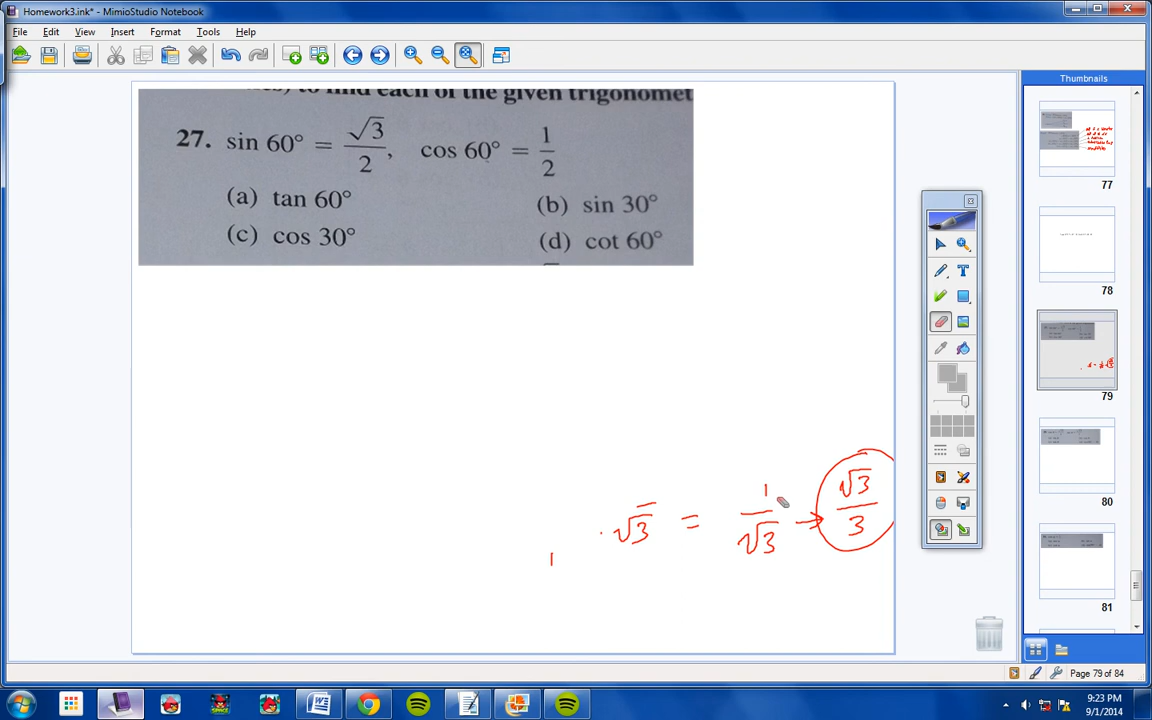 Homework3.ink* - MimioStudio Notebook
File Edit View Insert Format Tools Help
Thumbnails
to find each of the given trigonomet
27. sin 60° = √3/2, cos 60° = 1/2
(a) tan 60° (b) sin 30°
(c) cos 30° (d) cot 60°
· √3 = 1/√3 → √3/3
77
78
79
80
81
Page 79 of 84
9:23 PM
9/1/2014